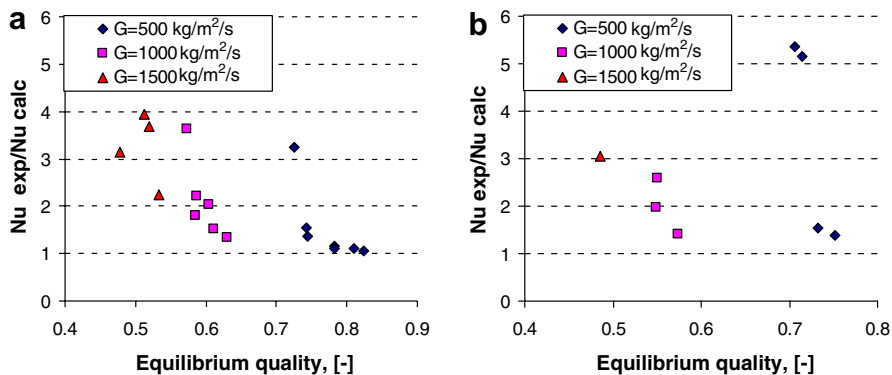 a
Nu exp/Nu calc
6
5
4
3
2
1
0
G=500 kg/m²/s
G=1000 kg/m²/s
G=1500 kg/m²/s
0.4 0.5 0.6 0.7 0.8 0.9
Equilibrium quality, [-]
b
Nu exp/Nu calc
6
5
4
3
2
1
0
G=500 kg/m²/s
G=1000 kg/m²/s
G=1500 kg/m²/s
0.4 0.5 0.6 0.7 0.8
Equilibrium quality, [-]